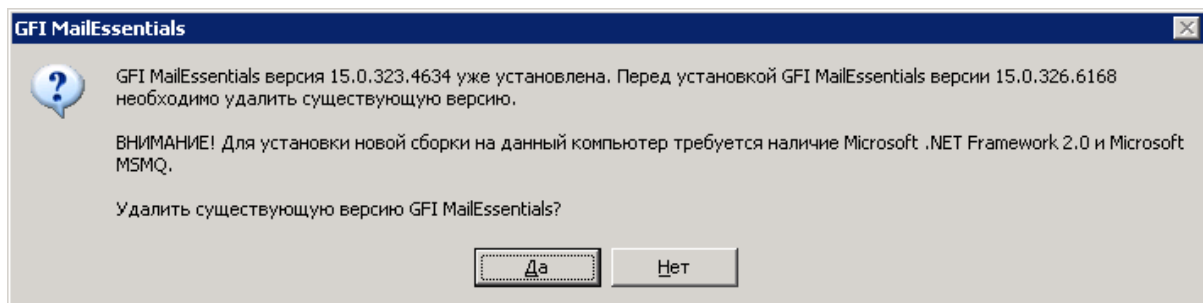 GFI MailEssentials
GFI MailEssentials версия 15.0.323.4634 уже установлена. Перед установкой GFI MailEssentials версии 15.0.326.6168
необходимо удалить существующую версию.
ВНИМАНИЕ! Для установки новой сборки на данный компьютер требуется наличие Microsoft .NET Framework 2.0 и Microsoft
MSMQ.
Удалить существующую версию GFI MailEssentials?
Да
Нет